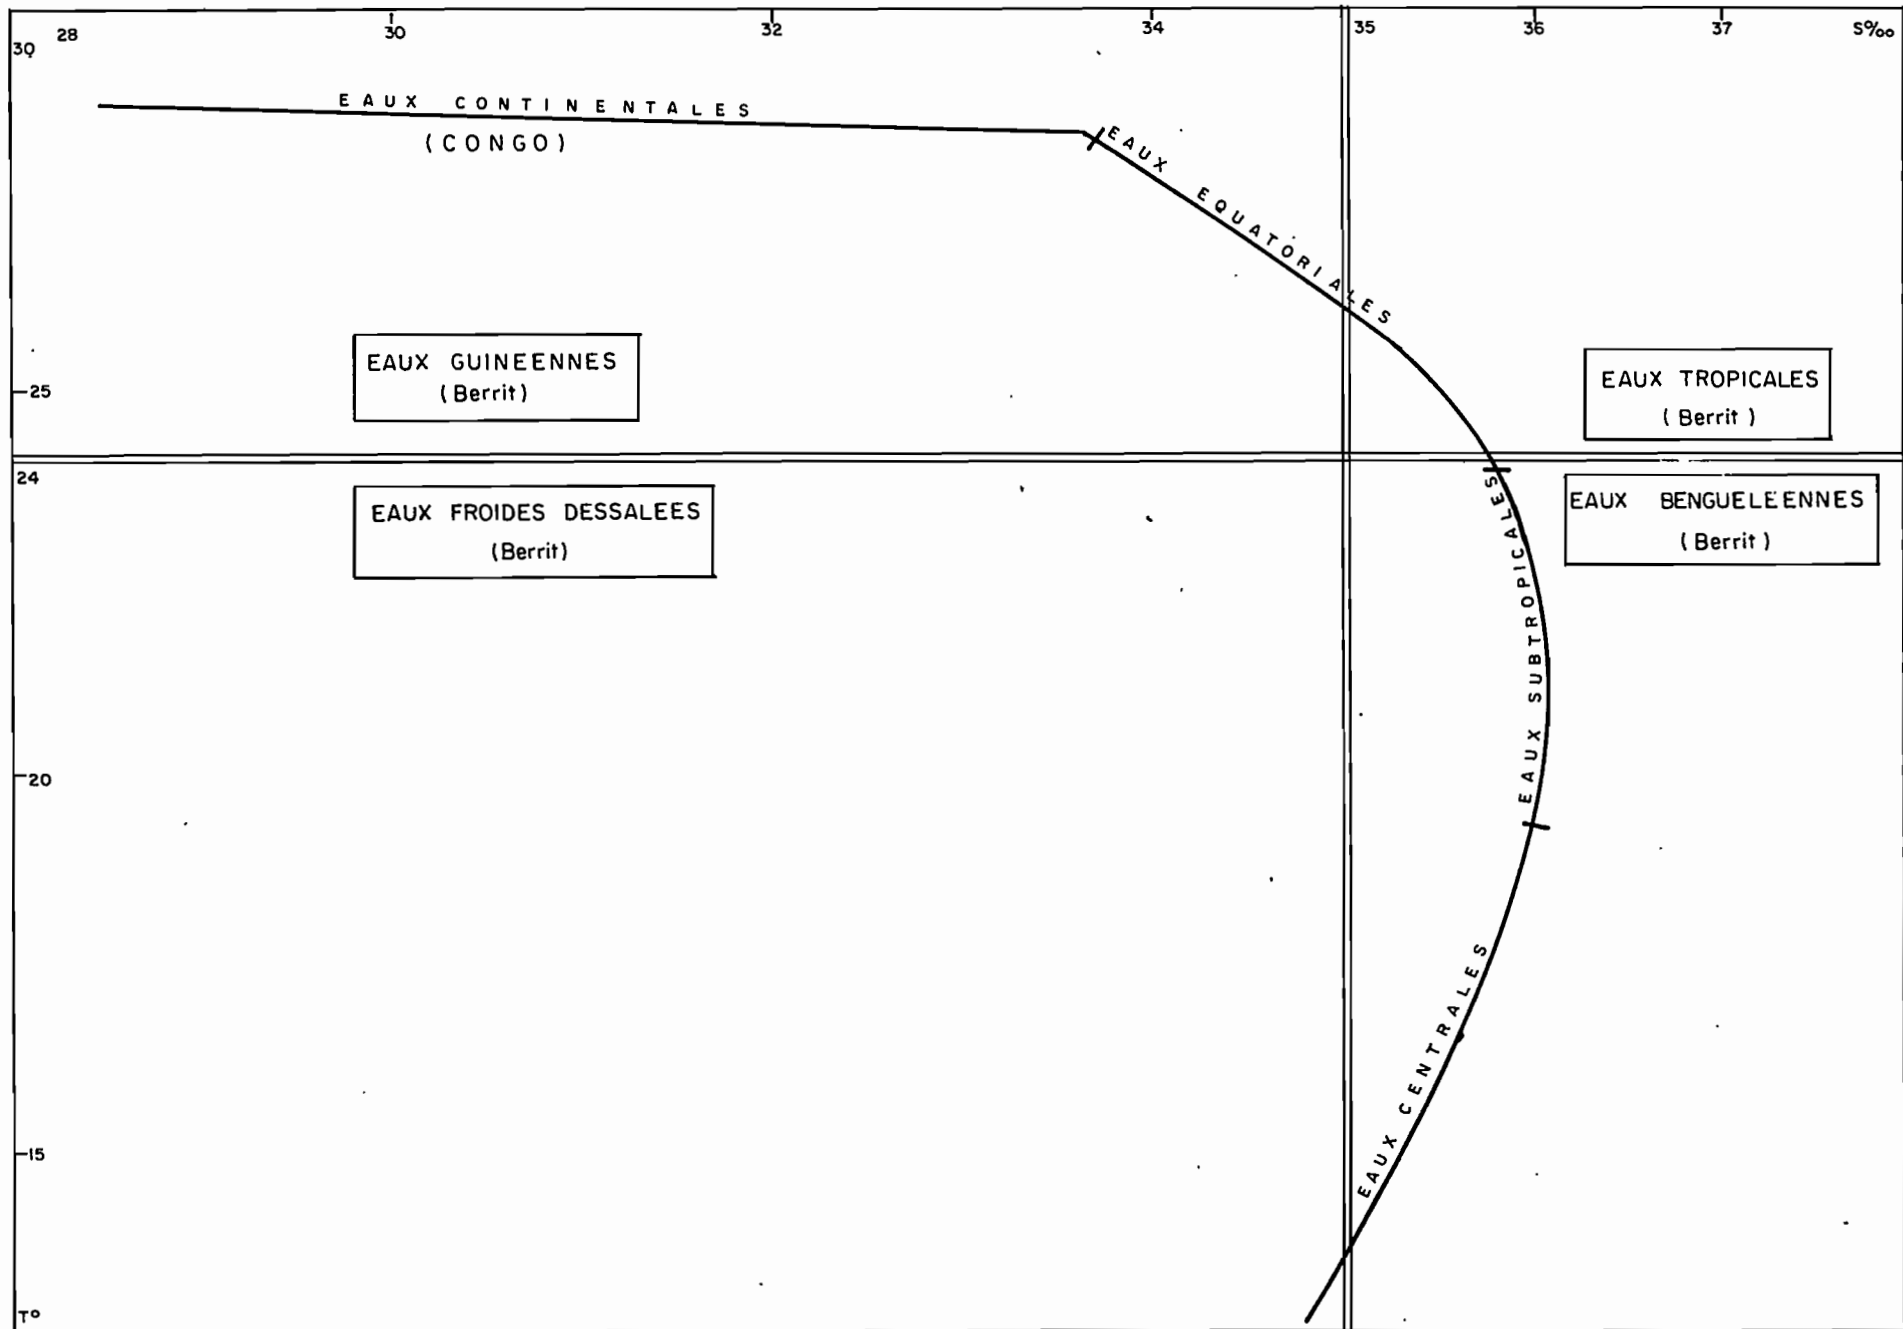 28 30 32 34 35 36 37 S‰
30
EAUX CONTINENTALES
(CONGO)
EAUX EQUATORIALES
EAUX GUINEENNES
(Berrit)
25
EAUX TROPICALES
(Berrit)
24
EAUX FROIDES DESSALEES
(Berrit)
EAUX BENGUELEENNES
(Berrit)
EAUX SUBTROPICALES
20
EAUX CENTRALES
15
T°